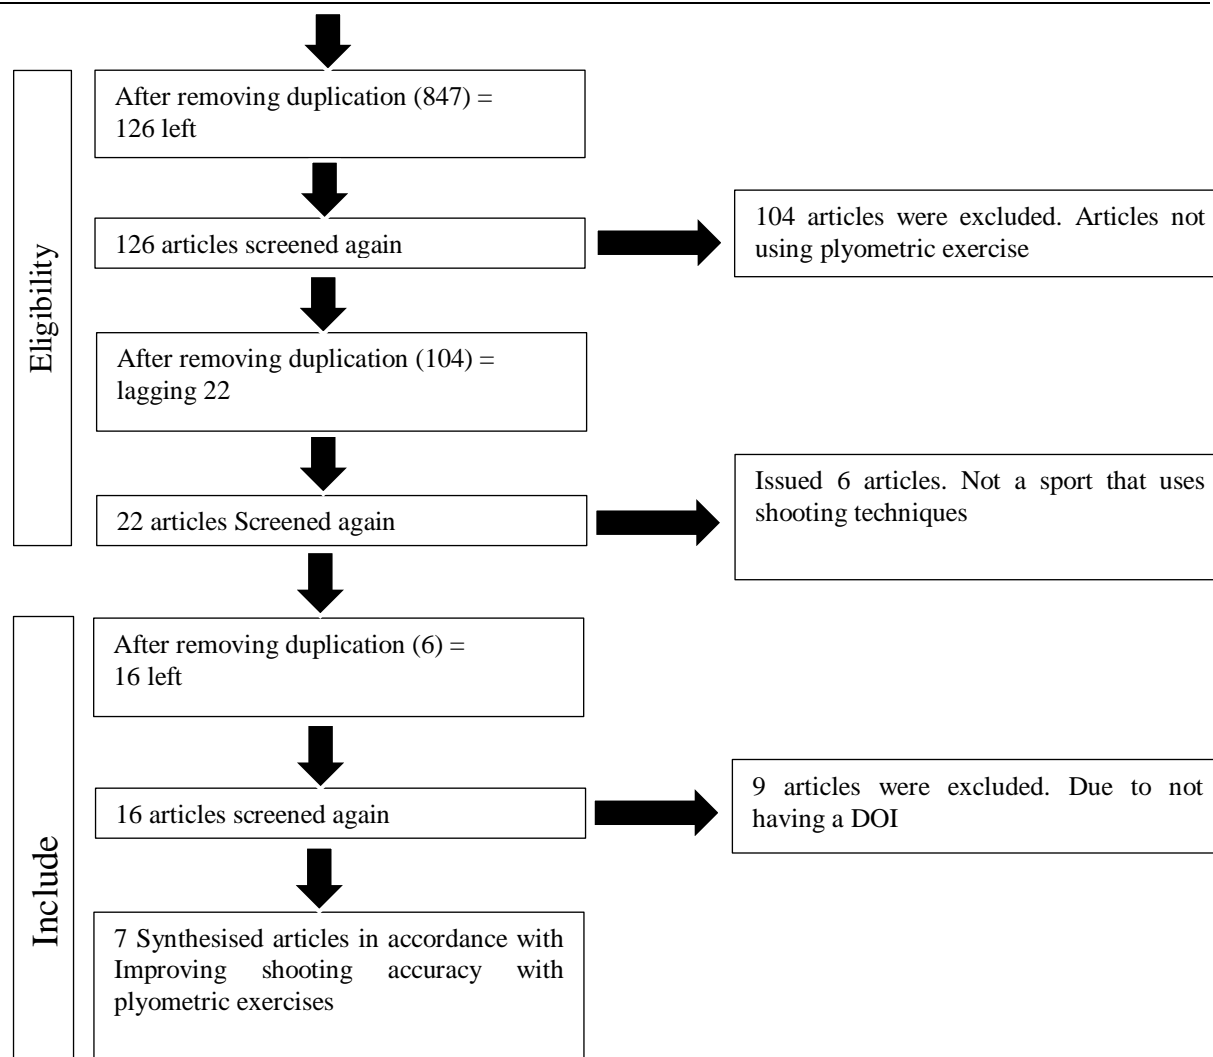 After removing duplication (847) =
126 left
126 articles screened again
104 articles were excluded. Articles not
using plyometric exercise
Eligibility
After removing duplication (104) =
lagging 22
22 articles Screened again
Issued 6 articles. Not a sport that uses
shooting techniques
After removing duplication (6) =
16 left
16 articles screened again
9 articles were excluded. Due to not
having a DOI
Include
7 Synthesised articles in accordance with
Improving shooting accuracy with
plyometric exercises